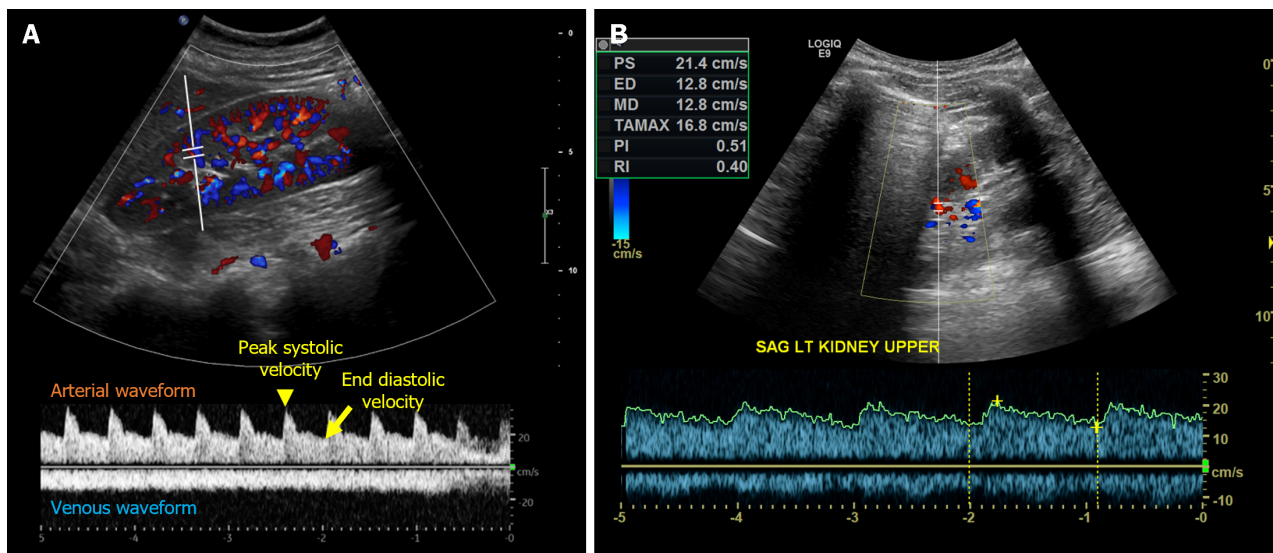 A
0
5
10
Peak systolic
velocity
End diastolic
velocity
Arterial waveform
20
cm/s
-20
Venous waveform
-5 -4 -3 -2 -1 -0
B
LOGIQ
E9
PS 21.4 cm/s
ED 12.8 cm/s
MD 12.8 cm/s
TAMAX 16.8 cm/s
PI 0.51
RI 0.40
-15
cm/s
0
5
10
SAG LT KIDNEY UPPER
30
20
10
cm/s
-10
-5 -4 -3 -2 -1 -0